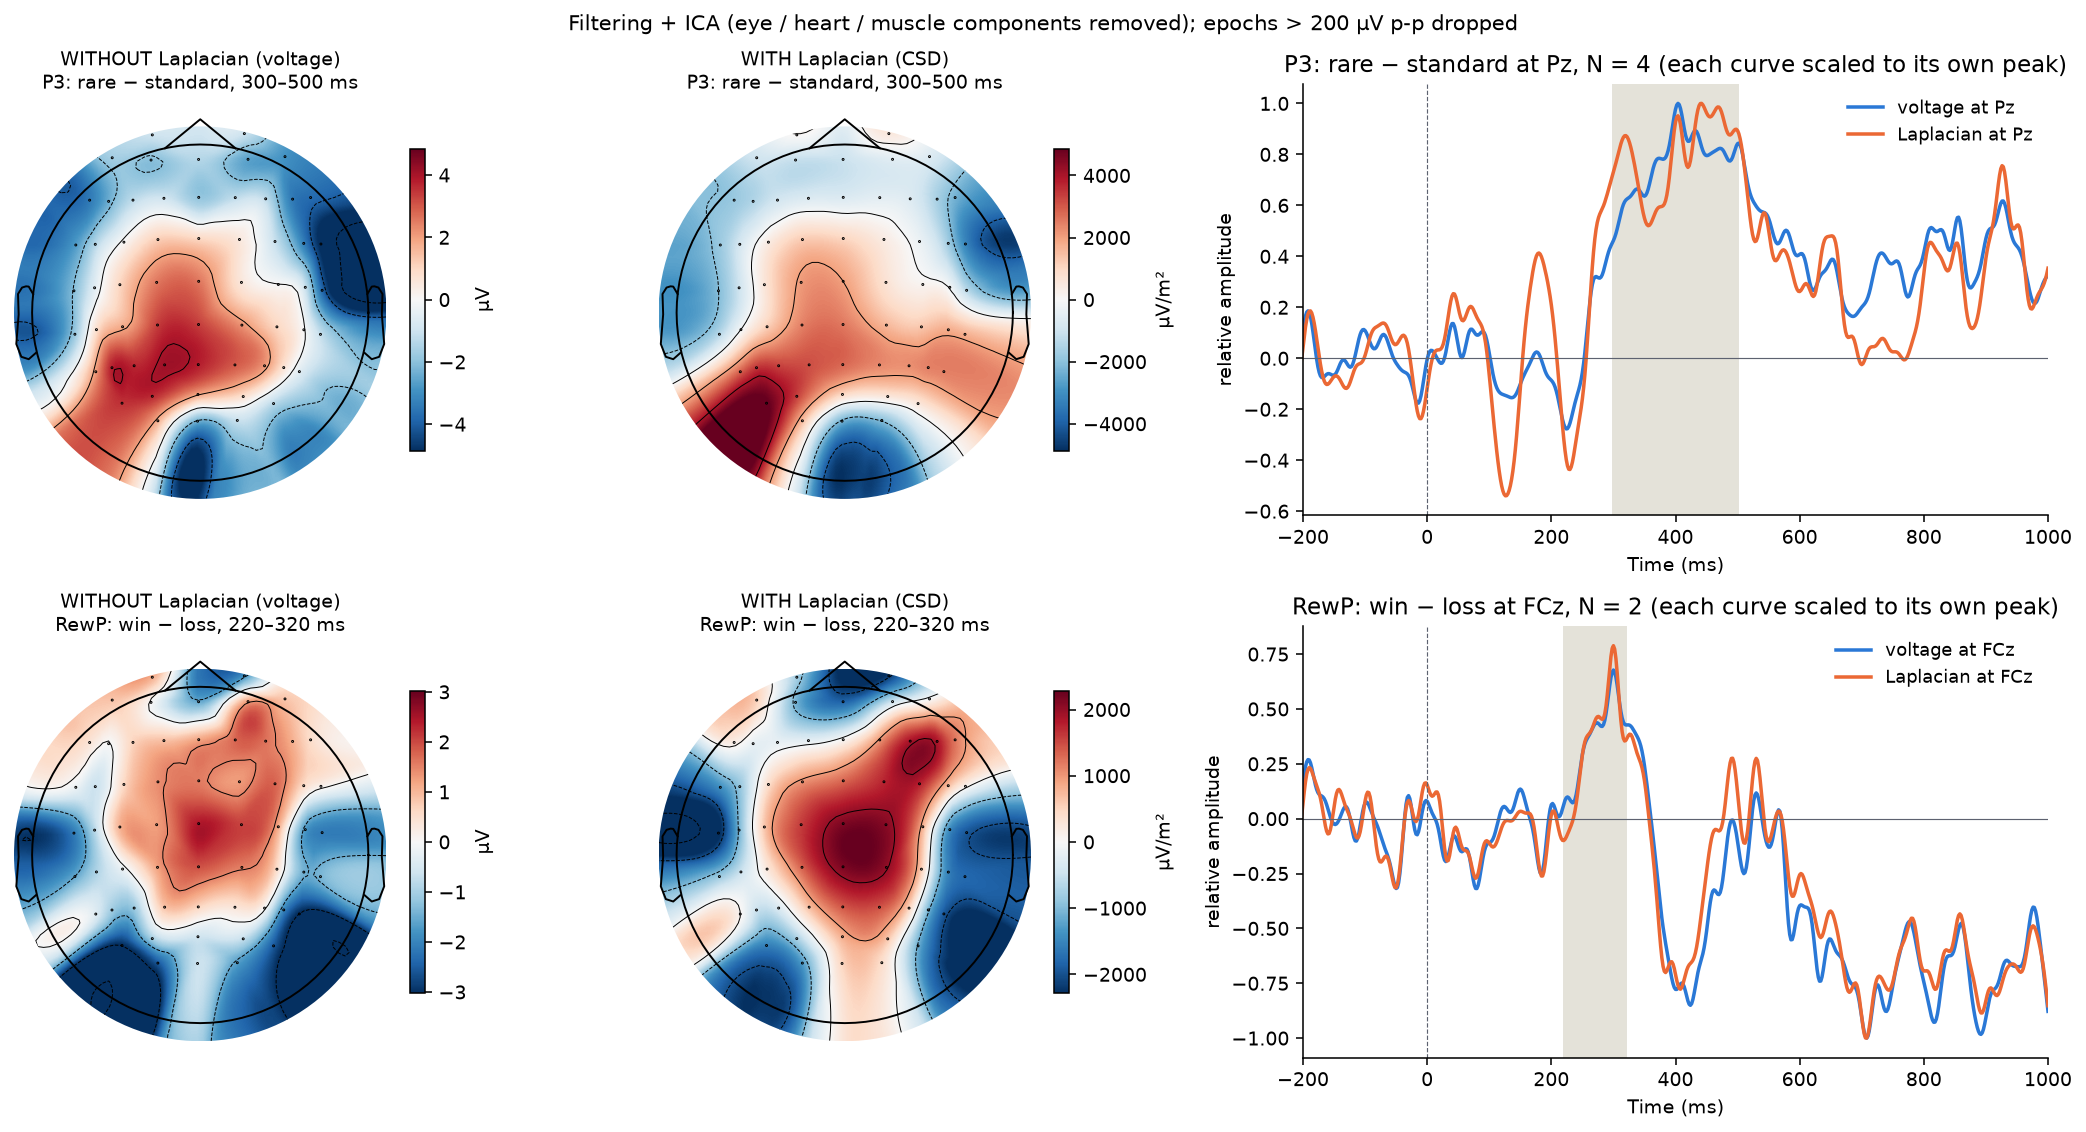 Filtering + ICA (eye / heart / muscle components removed); epochs > 200 µV p-p dropped
WITHOUT Laplacian (voltage)
P3: rare − standard, 300–500 ms
4
2
0
−2
−4
µV
WITH Laplacian (CSD)
P3: rare − standard, 300–500 ms
4000
2000
0
−2000
−4000
µV/m²
P3: rare − standard at Pz, N = 4 (each curve scaled to its own peak)
voltage at Pz
Laplacian at Pz
1.0
0.8
0.6
0.4
0.2
0.0
−0.2
−0.4
−0.6
relative amplitude
−200
0
200
400
600
800
1000
Time (ms)
WITHOUT Laplacian (voltage)
RewP: win − loss, 220–320 ms
3
2
1
0
−1
−2
−3
µV
WITH Laplacian (CSD)
RewP: win − loss, 220–320 ms
2000
1000
0
−1000
−2000
µV/m²
RewP: win − loss at FCz, N = 2 (each curve scaled to its own peak)
voltage at FCz
Laplacian at FCz
0.75
0.50
0.25
0.00
−0.25
−0.50
−0.75
−1.00
relative amplitude
−200
0
200
400
600
800
1000
Time (ms)